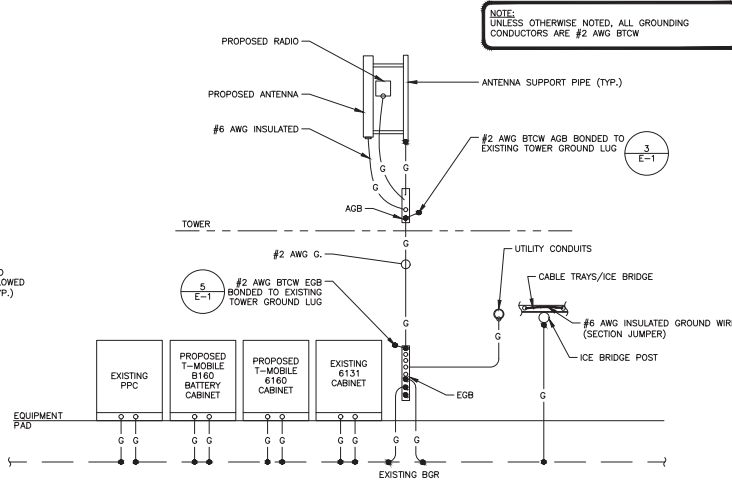 NOTE:
UNLESS OTHERWISE NOTED, ALL GROUNDING
CONDUCTORS ARE #2 AWG BTCW
PROPOSED RADIO
PROPOSED ANTENNA
#6 AWG INSULATED
ANTENNA SUPPORT PIPE (TYP.)
#2 AWG BTCW AGB BONDED TO
EXISTING TOWER GROUND LUG
3
E-1
G
G
G
AGB
TOWER
G
#2 AWG G.
UTILITY CONDUITS
CABLE TRAYS/ICE BRIDGE
5
E-1
#2 AWG BTCW EGB
BONDED TO EXISTING
TOWER GROUND LUG
#6 AWG INSULATED GROUND WIRE
(SECTION JUMPER)
ICE BRIDGE POST
G
G
EXISTING
PPC
PROPOSED
T-MOBILE
B160
BATTERY
CABINET
PROPOSED
T-MOBILE
6160
CABINET
EXISTING
6131
CABINET
EGB
G
EQUIPMENT
PAD
G G G G G G G G G G
EXISTING BGR